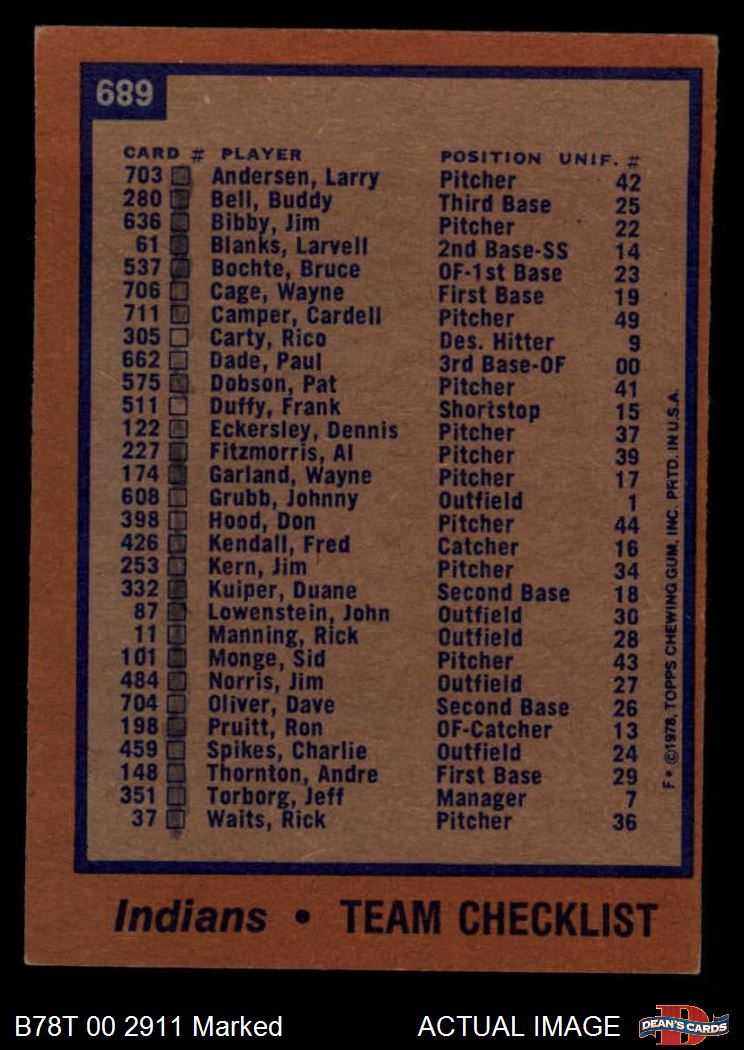 689
CARD # PLAYER POSITION UNIF. #
703 Andersen, Larry Pitcher 42
280 Bell, Buddy Third Base 25
636 Bibby, Jim Pitcher 22
61 Blanks, Larvell 2nd Base-SS 14
537 Bochte, Bruce OF-1st Base 23
706 Cage, Wayne First Base 19
711 Camper, Cardell Pitcher 49
305 Carty, Rico Des. Hitter 9
662 Dade, Paul 3rd Base-OF 00
575 Dobson, Pat Pitcher 41
511 Duffy, Frank Shortstop 15
122 Eckersley, Dennis Pitcher 37
227 Fitzmorris, Al Pitcher 39
174 Garland, Wayne Pitcher 17
608 Grubb, Johnny Outfield 1
398 Hood, Don Pitcher 44
426 Kendall, Fred Catcher 16
253 Kern, Jim Pitcher 34
332 Kuiper, Duane Second Base 18
87 Lowenstein, John Outfield 30
11 Manning, Rick Outfield 28
101 Monge, Sid Pitcher 43
484 Norris, Jim Outfield 27
704 Oliver, Dave Second Base 26
198 Pruitt, Ron OF-Catcher 13
459 Spikes, Charlie Outfield 24
148 Thornton, Andre First Base 29
351 Torborg, Jeff Manager 7
37 Waits, Rick Pitcher 36
F• ©1978, TOPPS CHEWING GUM, INC. PRTD. IN U.S.A.
Indians • TEAM CHECKLIST
B78T 00 2911 Marked ACTUAL IMAGE
D
DEAN'S CARDS